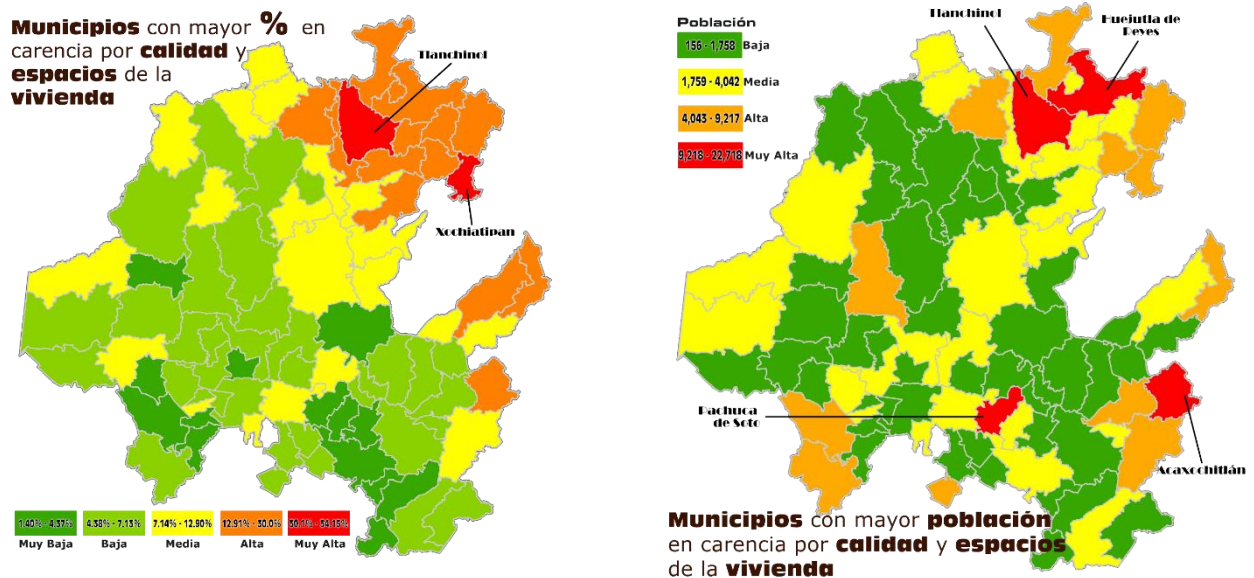 Municipios con mayor % en
carencia por calidad y
espacios de la
vivienda
Tlanchinol
Xochiatipan
1.40% - 4.37%
4.38% - 7.13%
7.14% - 12.90%
12.91% - 30.0%
30.1% - 54.15%
Muy Baja
Baja
Media
Alta
Muy Alta
Población
156 - 1,758 Baja
1,759 - 4,042 Media
4,043 - 9,217 Alta
9,218 - 22,718 Muy Alta
Tlanchinol
Huejutla de
Reyes
Pachuca
de Soto
Acaxochitlán
Municipios con mayor población
en carencia por calidad y espacios
de la vivienda